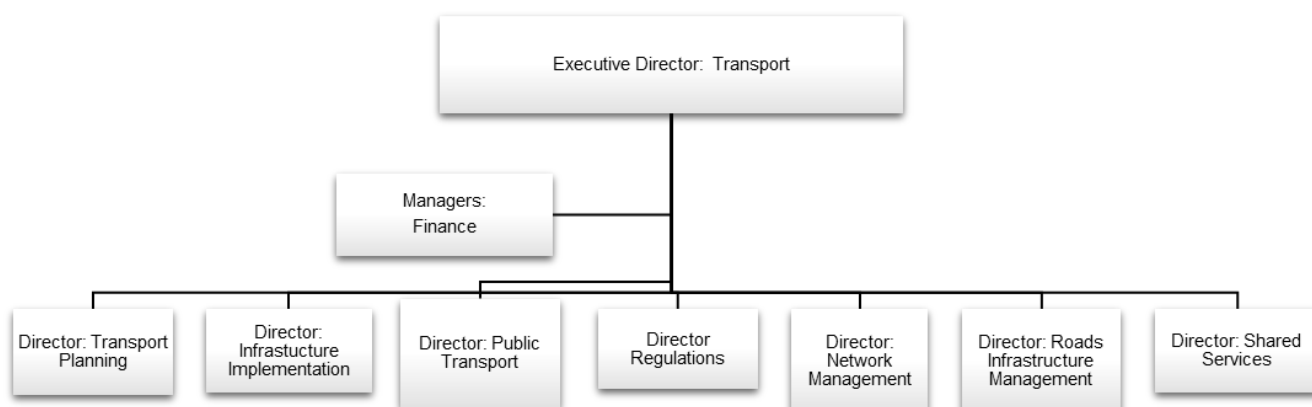 Executive Director:  Transport
Managers:
Finance
Director: Transport
Planning
Director:
Infrastucture
Implementation
Director: Public
Transport
Director
Regulations
Director:
Network
Management
Director: Roads
Infrastructure
Management
Director: Shared
Services